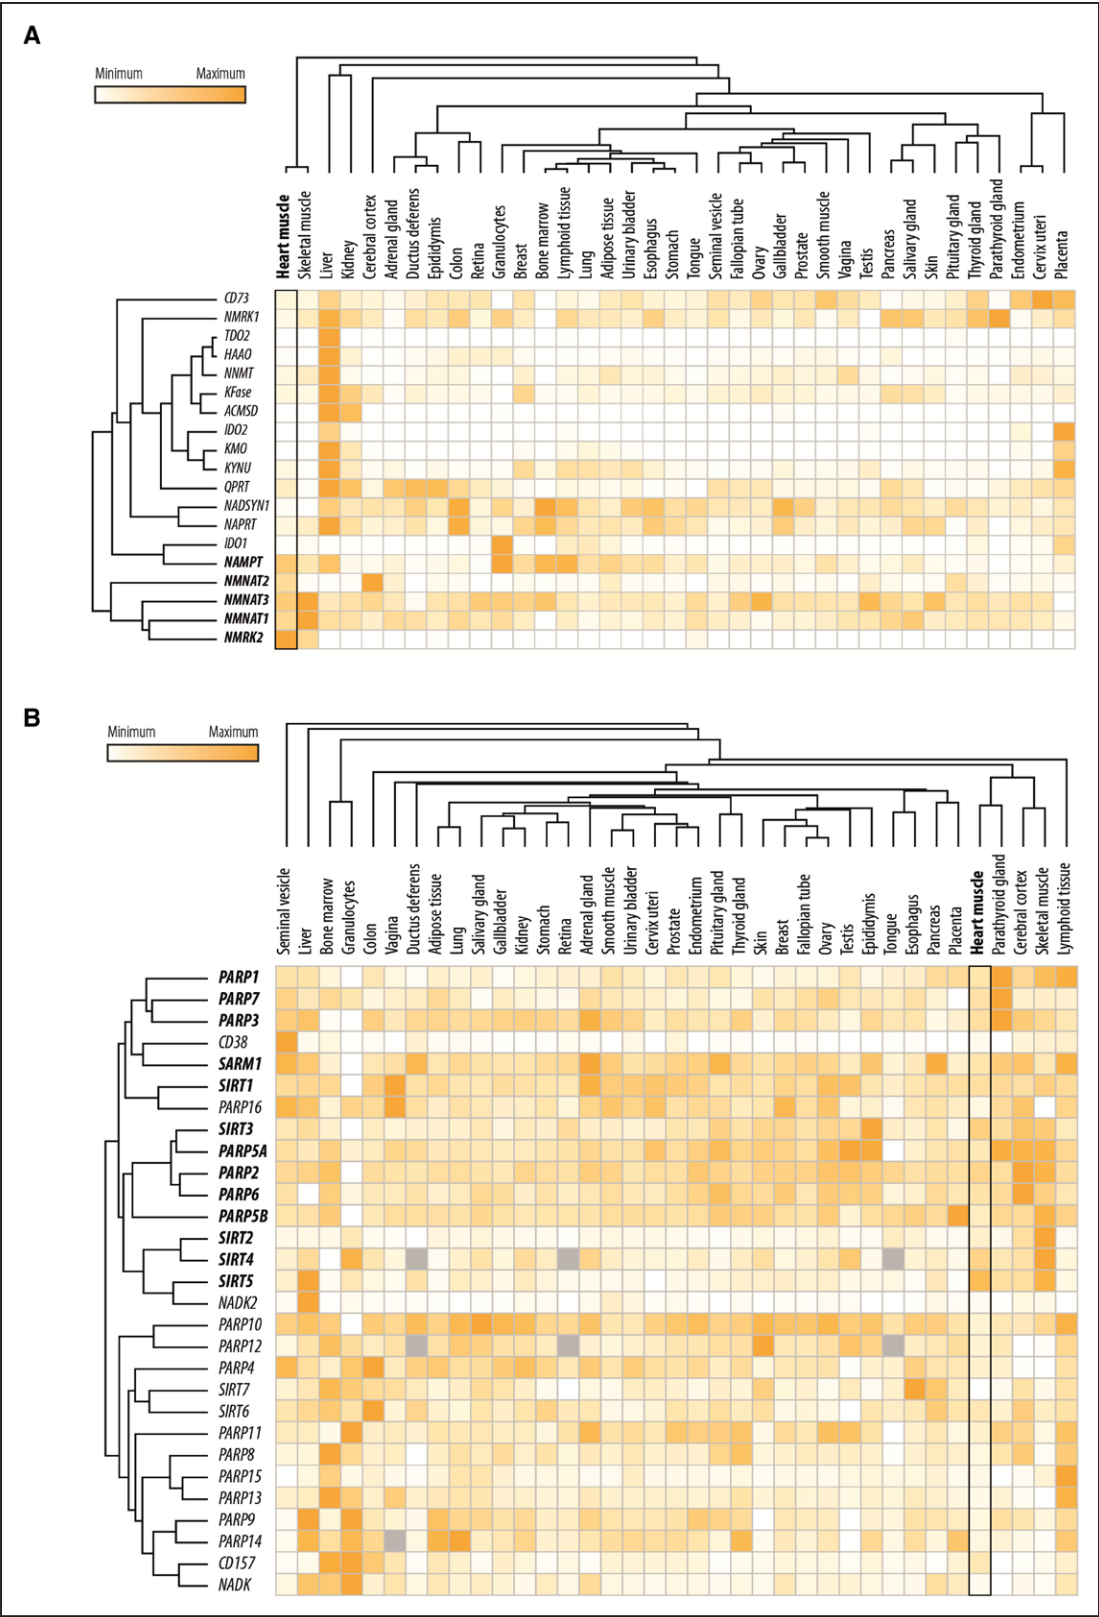 A
Minimum Maximum
Heart muscle
Skeletal muscle
Liver
Kidney
Cerebral cortex
Adrenal gland
Ductus deferens
Epididymis
Colon
Retina
Granulocytes
Breast
Bone marrow
Lymphoid tissue
Lung
Adipose tissue
Urinary bladder
Esophagus
Stomach
Tongue
Seminal vesicle
Fallopian tube
Ovary
Gallbladder
Prostate
Smooth muscle
Vagina
Testis
Pancreas
Salivary gland
Skin
Pituitary gland
Thyroid gland
Parathyroid gland
Endometrium
Cervix uteri
Placenta
CD73
NMRK1
TDO2
HAAO
NNMT
KFase
ACMSD
IDO2
KMO
KYNU
QPRT
NADSYN1
NAPRT
IDO1
NAMPT
NMNAT2
NMNAT3
NMNAT1
NMRK2
B
Minimum Maximum
Seminal vesicle
Liver
Bone marrow
Granulocytes
Colon
Vagina
Ductus deferens
Adipose tissue
Lung
Salivary gland
Gallbladder
Kidney
Stomach
Retina
Adrenal gland
Smooth muscle
Urinary bladder
Cervix uteri
Prostate
Endometrium
Pituitary gland
Thyroid gland
Skin
Breast
Fallopian tube
Ovary
Testis
Epididymis
Tongue
Esophagus
Pancreas
Placenta
Heart muscle
Parathyroid gland
Cerebral cortex
Skeletal muscle
Lymphoid tissue
PARP1
PARP7
PARP3
CD38
SARM1
SIRT1
PARP16
SIRT3
PARP5A
PARP2
PARP6
PARP5B
SIRT2
SIRT4
SIRT5
NADK2
PARP10
PARP12
PARP4
SIRT7
SIRT6
PARP11
PARP8
PARP15
PARP13
PARP9
PARP14
CD157
NADK